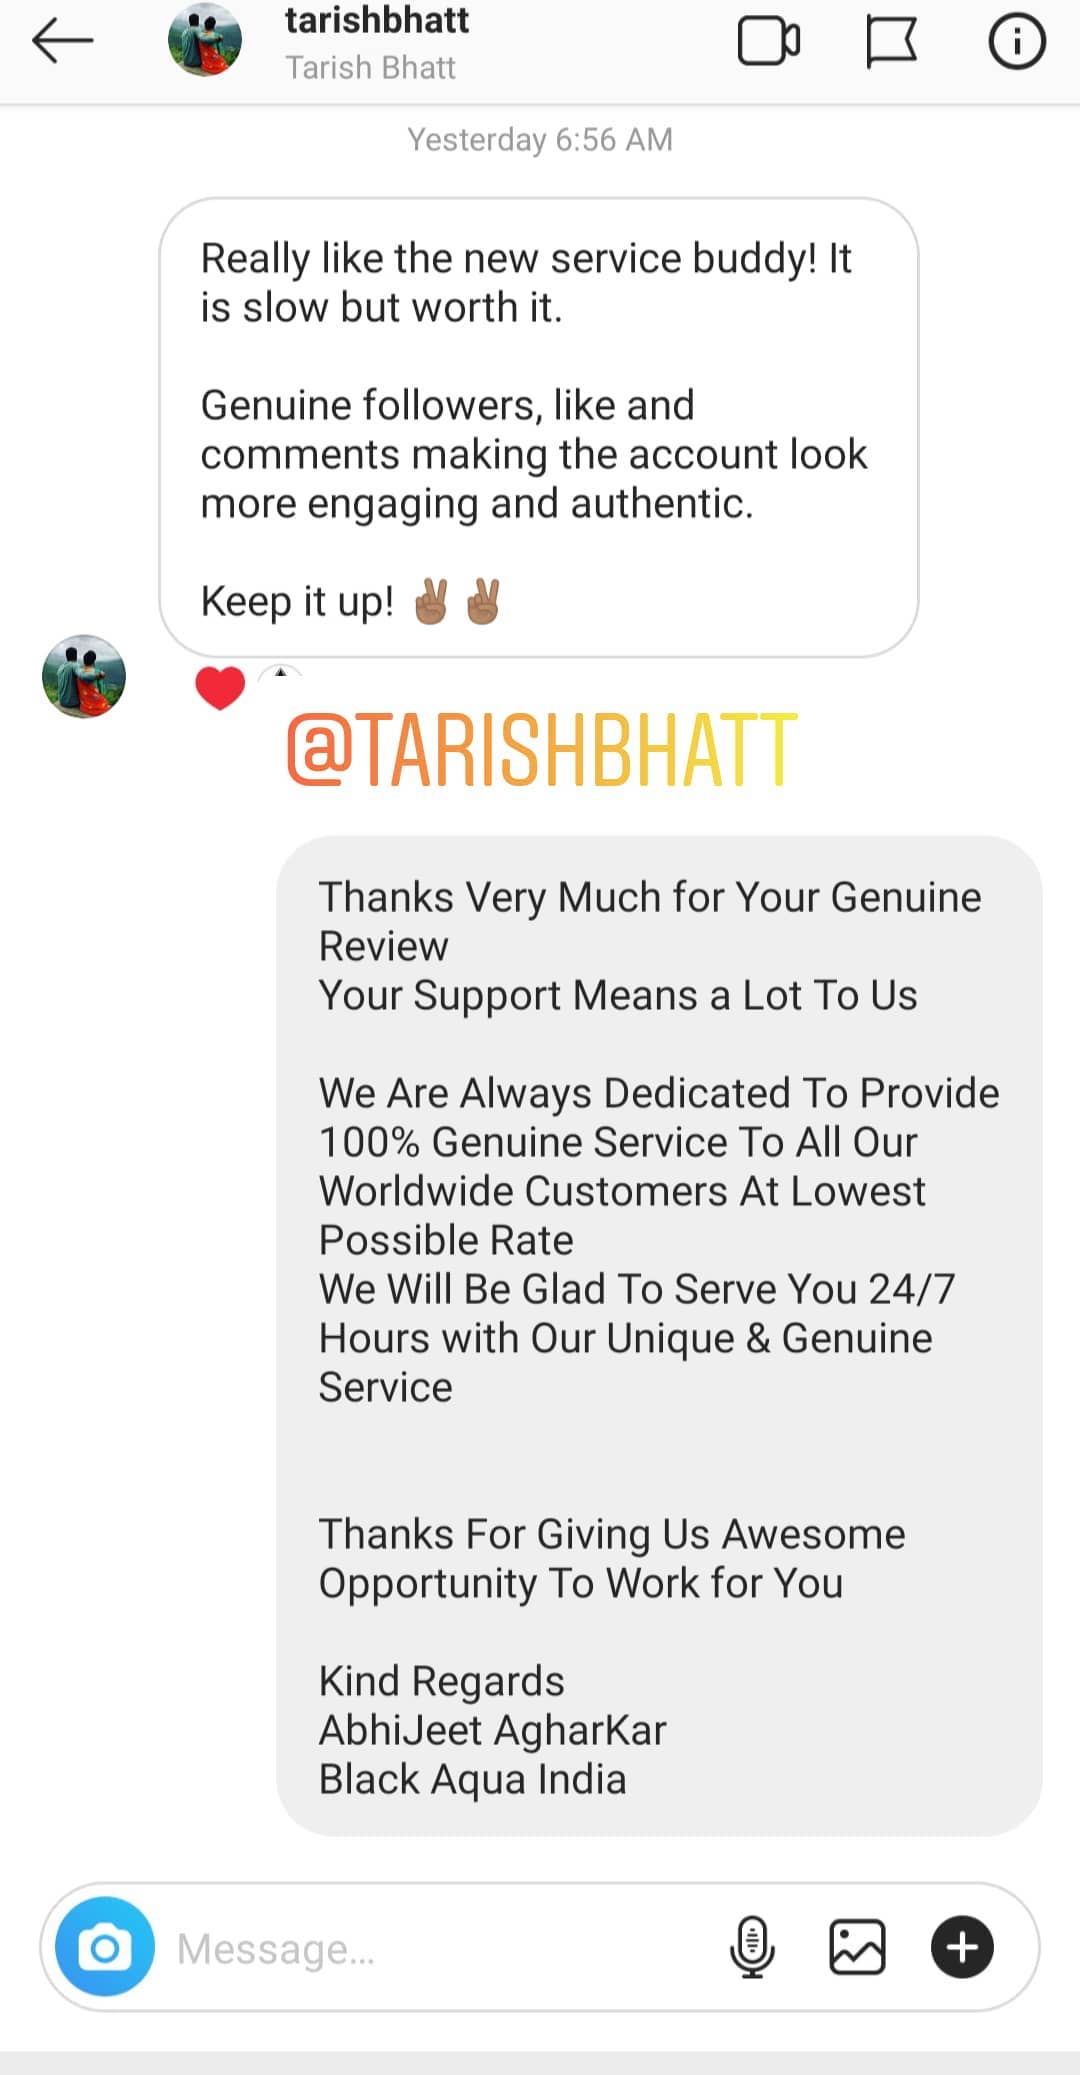 tarishbhatt
Tarish Bhatt
Yesterday 6:56 AM
Really like the new service buddy! It
is slow but worth it.
Genuine followers, like and
comments making the account look
more engaging and authentic.
Keep it up! ✌🏽✌🏽
@TARISHBHATT
Thanks Very Much for Your Genuine
Review
Your Support Means a Lot To Us
We Are Always Dedicated To Provide
100% Genuine Service To All Our
Worldwide Customers At Lowest
Possible Rate
We Will Be Glad To Serve You 24/7
Hours with Our Unique & Genuine
Service
Thanks For Giving Us Awesome
Opportunity To Work for You
Kind Regards
AbhiJeet AgharKar
Black Aqua India
Message...